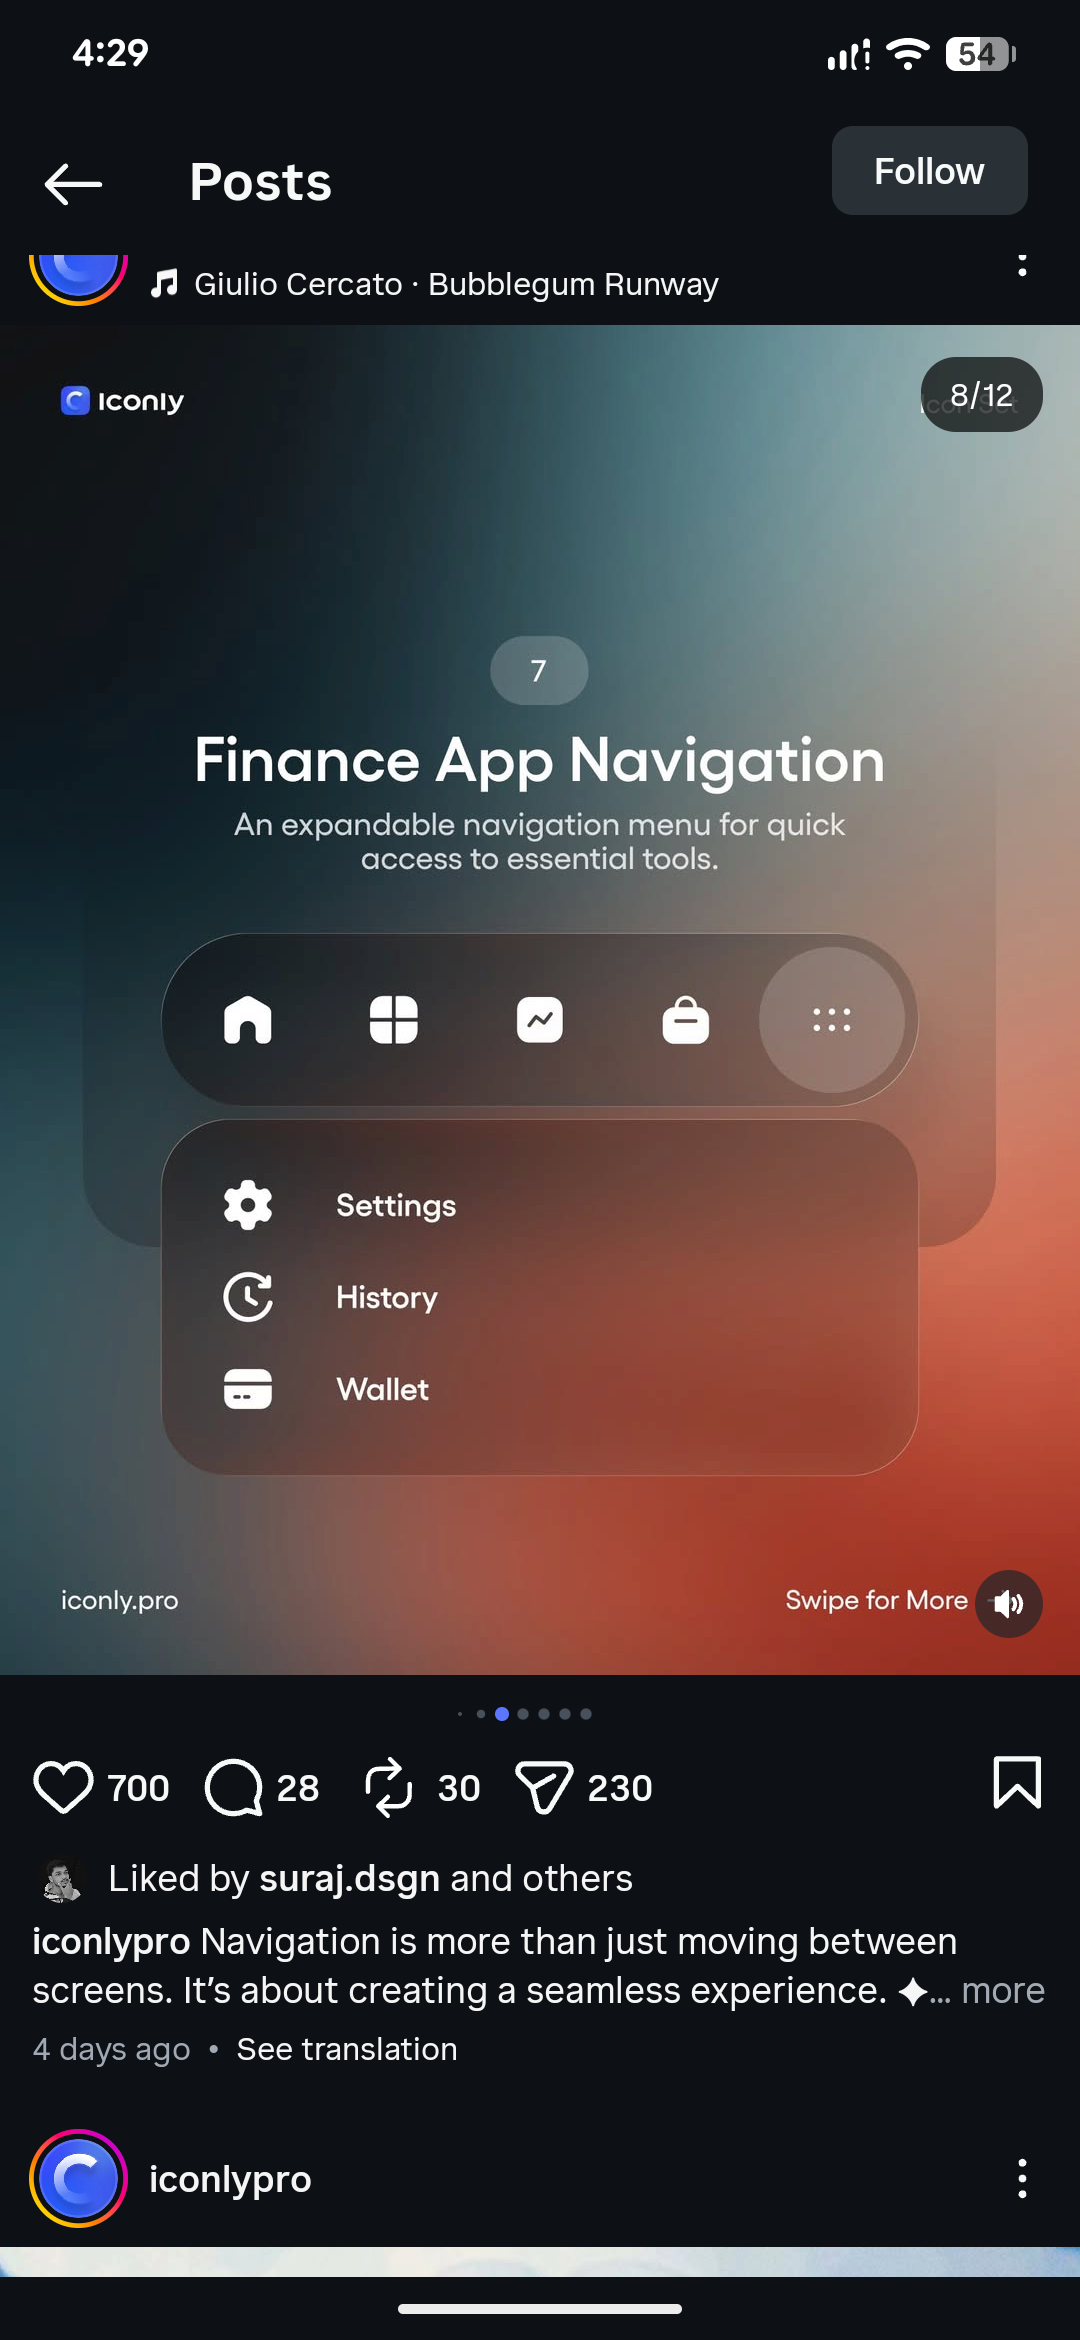 4:29
54
Posts
Follow
Giulio Cercato · Bubblegum Runway
Iconly
8/12
Icon Set
7
Finance App Navigation
An expandable navigation menu for quick
access to essential tools.
Settings
History
Wallet
iconly.pro
Swipe for More
700
28
30
230
Liked by suraj.dsgn and others
iconlypro Navigation is more than just moving between
screens. It’s about creating a seamless experience. ✦... more
4 days ago • See translation
iconlypro